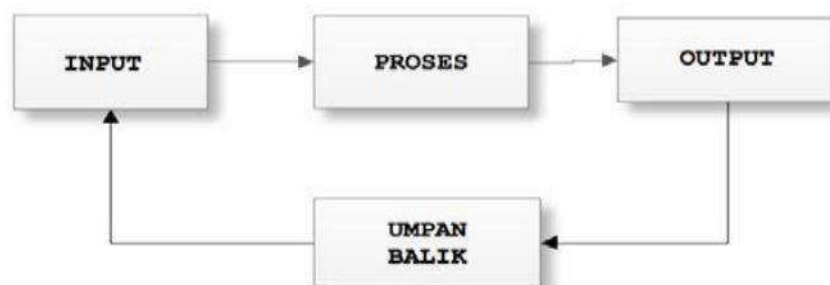 INPUT
PROSES
OUTPUT
UMPAN
BALIK